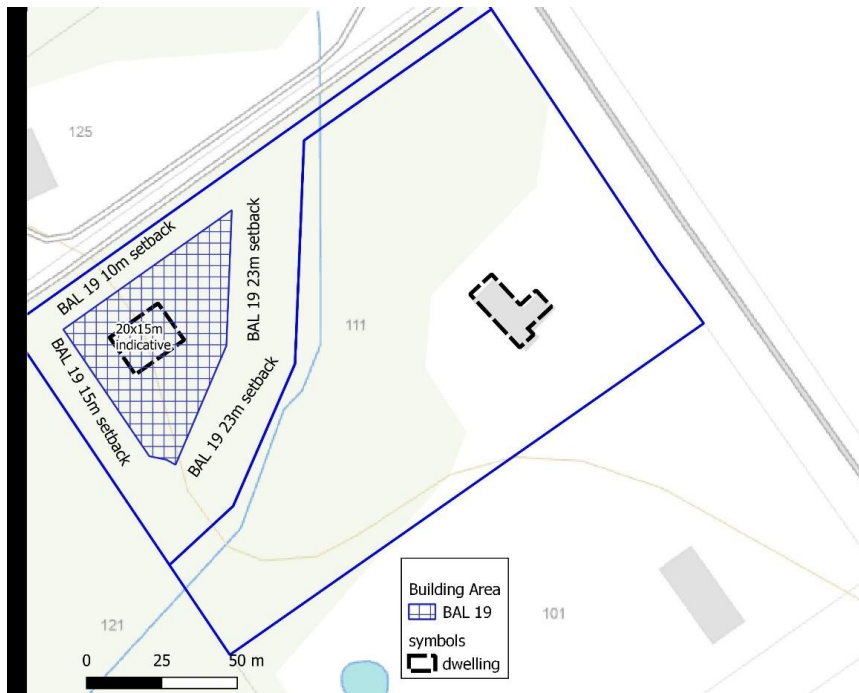 125
BAL 19 10m setback
BAL 19 23m setback
20x15m
indicative
111
BAL 19 15m setback
BAL 19 23m setback
Building Area
BAL 19
symbols
dwelling
101
121
0 25 50 m